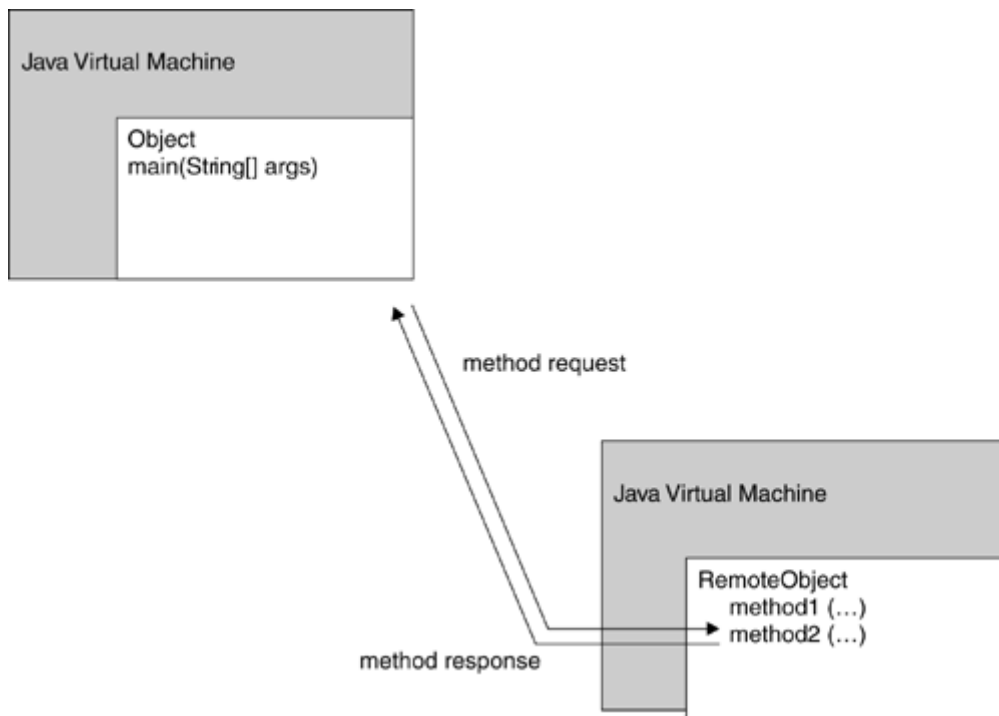 Java Virtual Machine
Object
main(String[] args)
method request
Java Virtual Machine
RemoteObject
method1 (...)
method2 (...)
method response